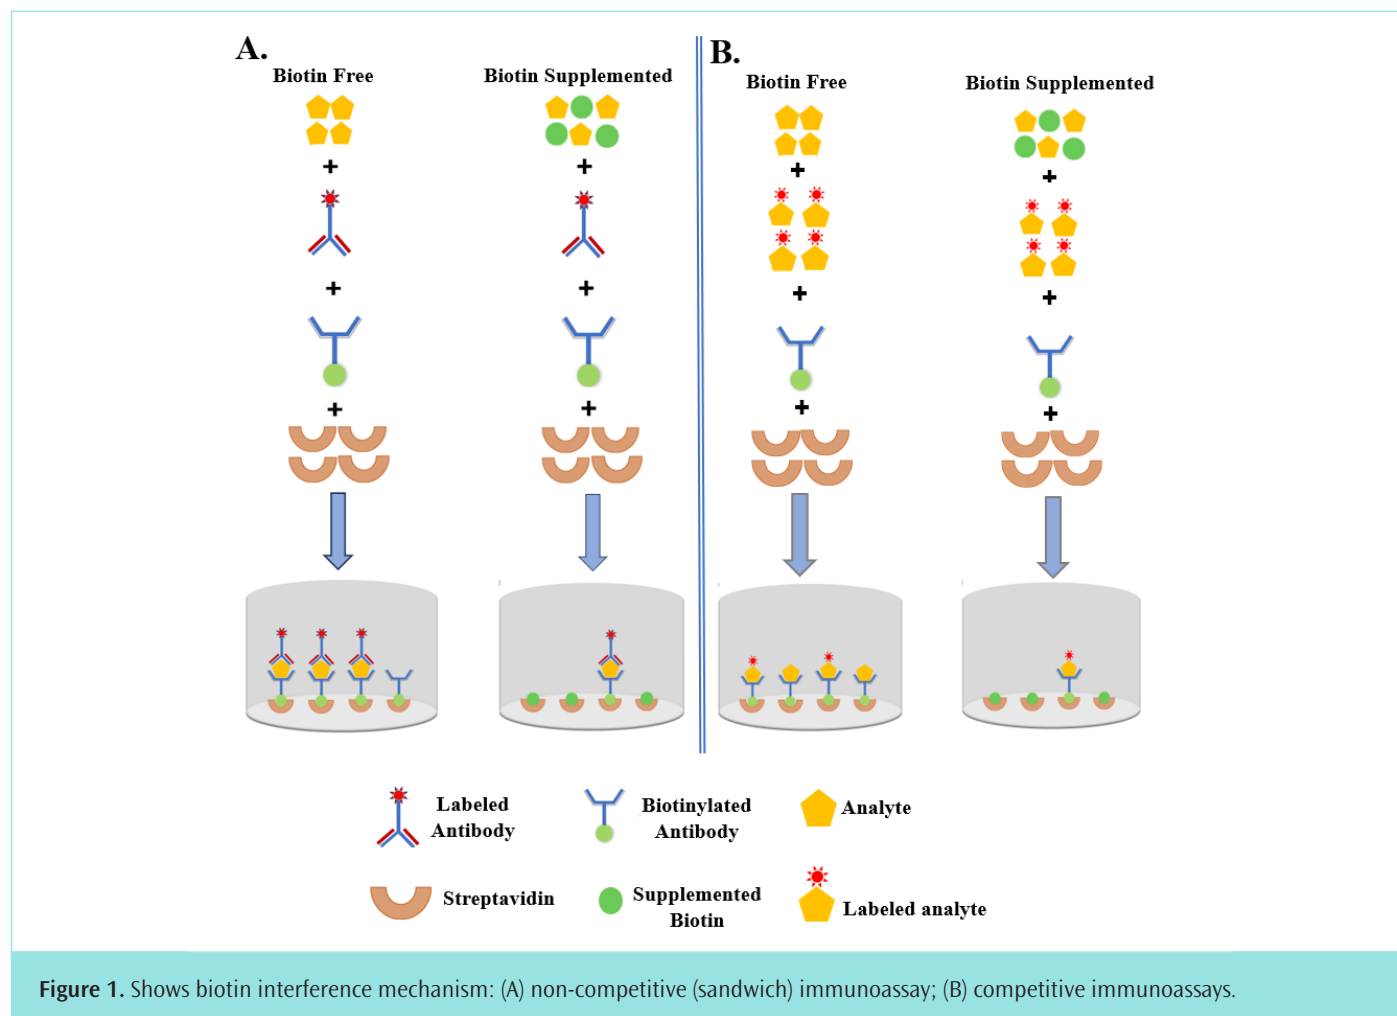 A.
Biotin Free
Biotin Supplemented
B.
Biotin Free
Biotin Supplemented
Labeled
Antibody
Biotinylated
Antibody
Analyte
Streptavidin
Supplemented
Biotin
Labeled analyte
Figure 1. Shows biotin interference mechanism: (A) non-competitive (sandwich) immunoassay; (B) competitive immunoassays.